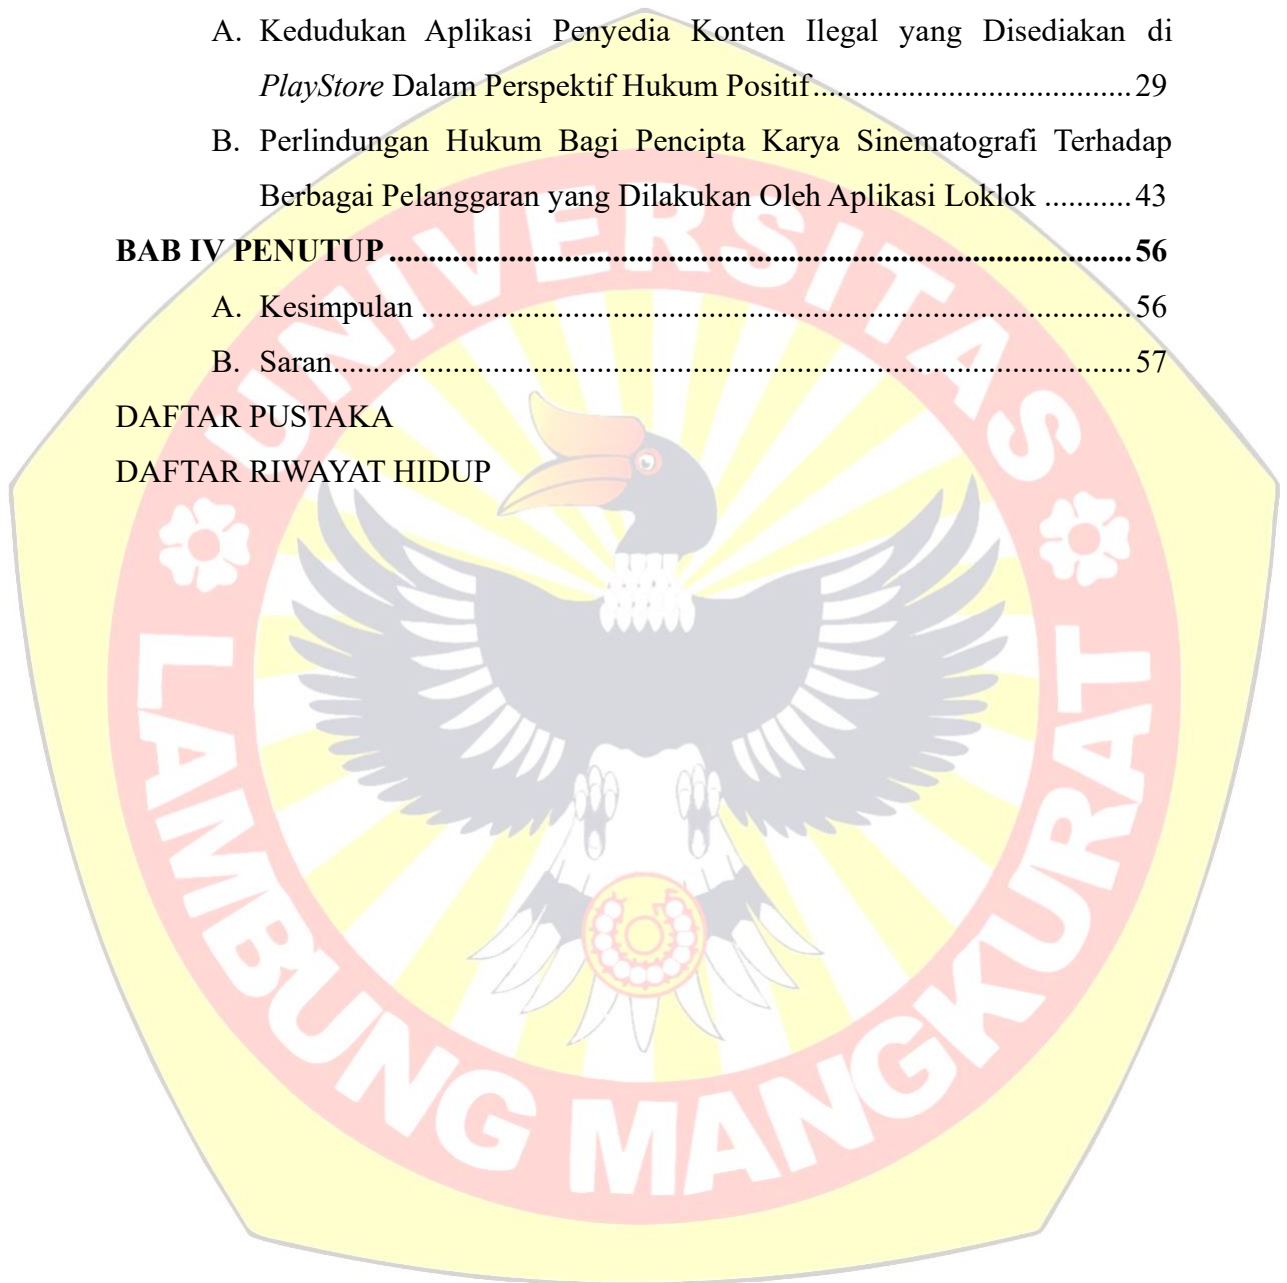 A. Kedudukan Aplikasi Penyedia Konten Ilegal yang Disediakan di
PlayStore Dalam Perspektif Hukum Positif........................................29
B. Perlindungan Hukum Bagi Pencipta Karya Sinematografi Terhadap
Berbagai Pelanggaran yang Dilakukan Oleh Aplikasi Loklok ...........43
BAB IV PENUTUP.............................................................................................56
A. Kesimpulan .........................................................................................56
B. Saran....................................................................................................57
DAFTAR PUSTAKA
DAFTAR RIWAYAT HIDUP
UNIVERSITAS
LAMBUNG MANGKURAT